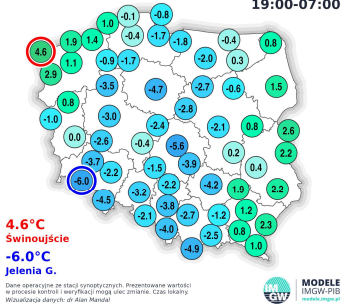 19:00-07:00
-0.1 -0.8
1.0
1.9 1.4 -0.4 -1.7 -1.8 -0.4 0.8
4.6
1.1 -0.9 -1.7 -2.0 0.3
2.9
-3.5 -4.7 -2.7 -0.6 1.5
0.8
-1.0 -3.0 -2.8
-2.4 -2.1 0.8 2.6
0.0 -2.6 -0.4 -5.6 0.2 2.2
-3.7 -3.9
-2.2 -1.5 0.4
-6.0 -2.2 -4.2
-3.2 1.9 2.2
-4.5 -3.8
-2.1 -2.7 -1.2 1.2
-4.0 2.3
-2.5 0.8
-4.9 1.0
4.6°C
Świnoujście
-6.0°C
Jelenia G.
Dane operacyjne ze stacji synoptycznych. Prezentowane wartości
w procesie kontroli i weryfikacji mogą ulec zmianie. Czas lokalny.
Wizualizacja danych: dr Alan Mandal
IM
GW
MODELE
IMGW-PIB